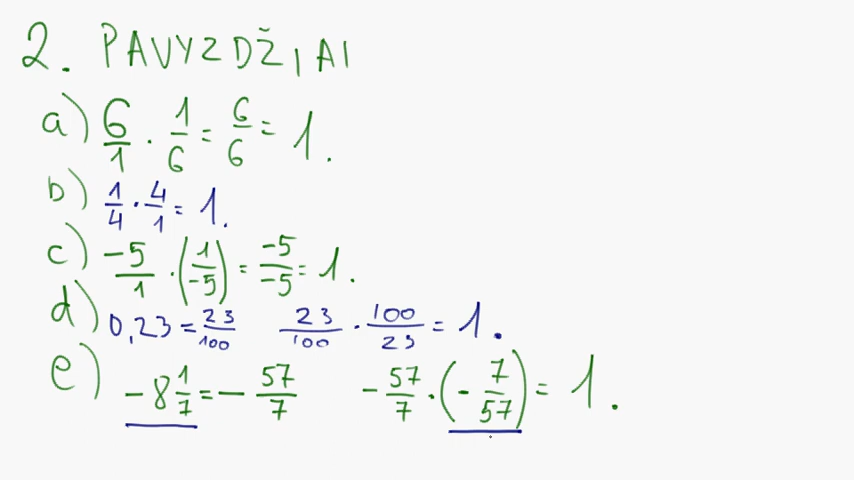 2. PAVYZDŽIAI
a) 6/1 · 1/6 = 6/6 = 1.
b) 1/4 · 4/1 = 1.
c) -5/1 · (1/-5) = -5/-5 = 1.
d) 0,23 = 23/100 23/100 · 100/23 = 1.
e) -8 1/7 = - 57/7 - 57/7 · (- 7/57) = 1.